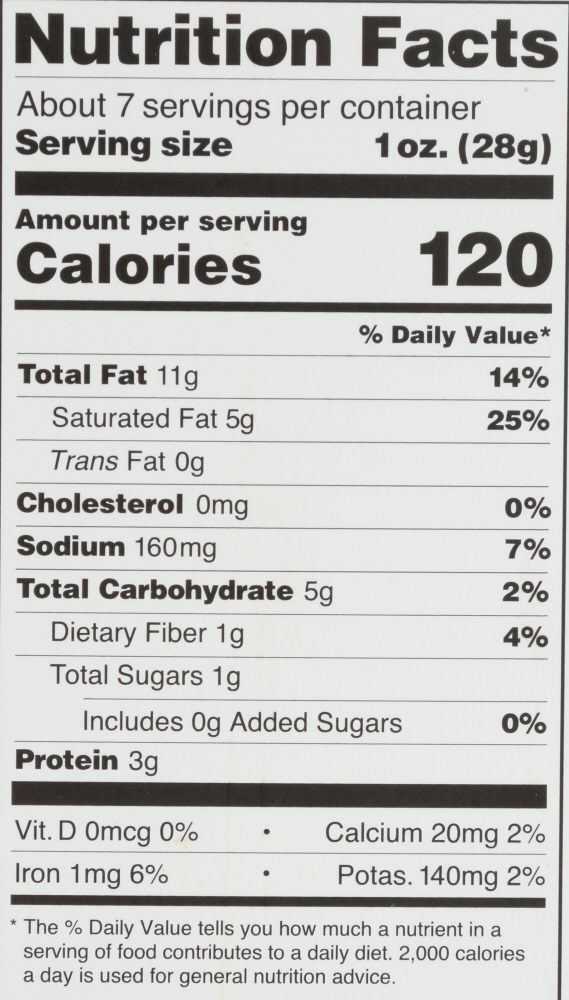 Nutrition Facts
About 7 servings per container
Serving size 1 oz. (28g)
Amount per serving
Calories 120
% Daily Value*
Total Fat 11g 14%
Saturated Fat 5g 25%
Trans Fat 0g
Cholesterol 0mg 0%
Sodium 160mg 7%
Total Carbohydrate 5g 2%
Dietary Fiber 1g 4%
Total Sugars 1g
Includes 0g Added Sugars 0%
Protein 3g
Vit. D 0mcg 0% • Calcium 20mg 2%
Iron 1mg 6% • Potas. 140mg 2%
* The % Daily Value tells you how much a nutrient in a
serving of food contributes to a daily diet. 2,000 calories
a day is used for general nutrition advice.